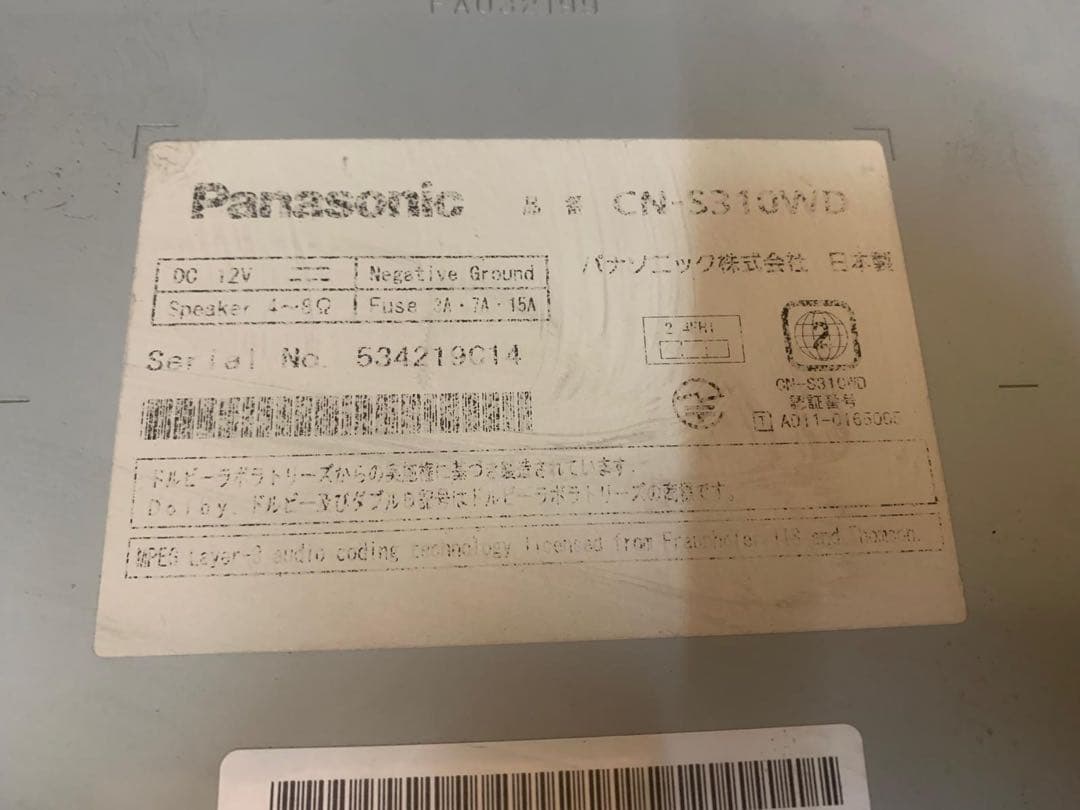 Panasonic 品番 CN-S310WD
DC 12V Negative Ground
Speaker 4～8Ω Fuse 3A・7A・15A
パナソニック株式会社 日本製
Serial No. 534219C14
2.4FH1
CN-S310WD
認証番号
ドルビーラボラトリーズからの実施権に基づき製造されています.
Dolby、ドルビー及びダブルD記号はドルビーラボラトリーズの商標です。
MPEG Layer-3 audio coding technology licensed from Fraunhofer IIS and Thomson.